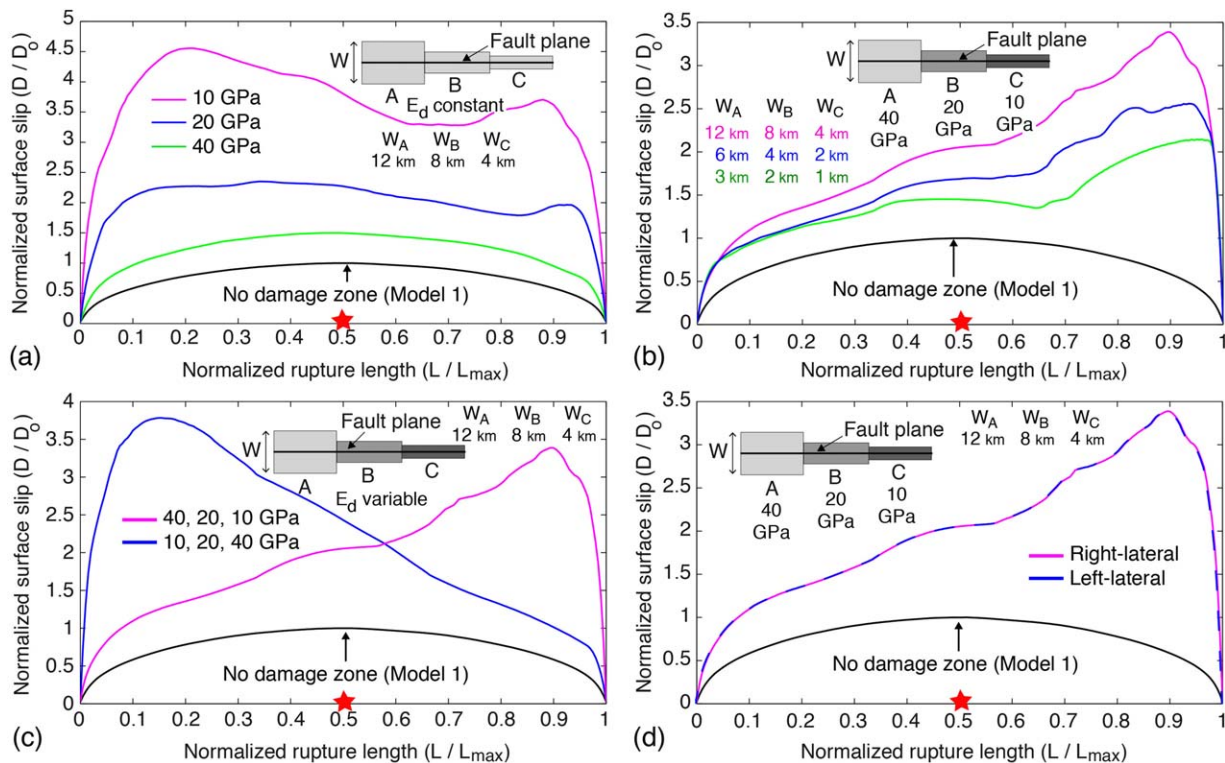 Normalized surface slip (D / D₀)
5
4.5
4
3.5
3
2.5
2
1.5
1
0.5
0
W
Fault plane
A
B
C
E_d constant
10 GPa
20 GPa
40 GPa
W_A W_B W_C
12 km 8 km 4 km
No damage zone (Model 1)
0 0.1 0.2 0.3 0.4 0.5 0.6 0.7 0.8 0.9 1
Normalized rupture length (L / L_max)
(a)
Normalized surface slip (D / D₀)
3.5
3
2.5
2
1.5
1
0.5
0
W
Fault plane
A
40
GPa
B
20
GPa
C
10
GPa
W_A W_B W_C
12 km 8 km 4 km
6 km 4 km 2 km
3 km 2 km 1 km
No damage zone (Model 1)
0 0.1 0.2 0.3 0.4 0.5 0.6 0.7 0.8 0.9 1
Normalized rupture length (L / L_max)
(b)
Normalized surface slip (D / D₀)
4
3.5
3
2.5
2
1.5
1
0.5
0
W_A W_B W_C
12 km 8 km 4 km
W
Fault plane
A
B
C
E_d variable
40, 20, 10 GPa
10, 20, 40 GPa
No damage zone (Model 1)
0 0.1 0.2 0.3 0.4 0.5 0.6 0.7 0.8 0.9 1
Normalized rupture length (L / L_max)
(c)
Normalized surface slip (D / D₀)
3.5
3
2.5
2
1.5
1
0.5
0
W_A W_B W_C
12 km 8 km 4 km
W
Fault plane
A
40
GPa
B
20
GPa
C
10
GPa
Right-lateral
Left-lateral
No damage zone (Model 1)
0 0.1 0.2 0.3 0.4 0.5 0.6 0.7 0.8 0.9 1
Normalized rupture length (L / L_max)
(d)